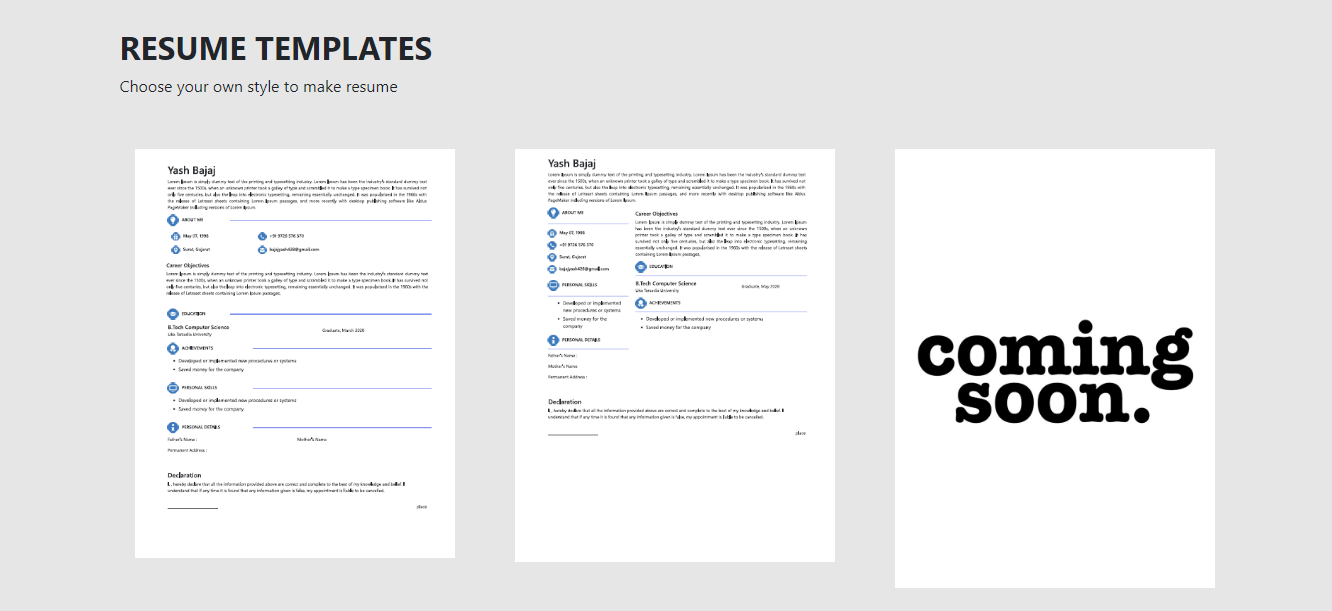 RESUME TEMPLATES
Choose your own style to make resume
Yash Bajaj
Lorem Ipsum is simply dummy text of the printing and typesetting industry. Lorem Ipsum has been the industry's standard dummy text
ever since the 1500s, when an unknown printer took a galley of type and scrambled it to make a type specimen book. It has survived not
only five centuries, but also the leap into electronic typesetting, remaining essentially unchanged. It was popularised in the 1960s with
the release of Letraset sheets containing Lorem Ipsum passages, and more recently with desktop publishing software like Aldus
PageMaker including versions of Lorem Ipsum.
ABOUT ME
May 07, 1998
+91 9726 576 570
Surat, Gujarat
Career Objectives
Lorem Ipsum is simply dummy text of the printing and typesetting industry. Lorem Ipsum has been the industry's standard dummy text
ever since the 1500s, when an unknown printer took a galley of type and scrambled it to make a type specimen book. It has survived not
only five centuries, but also the leap into electronic typesetting, remaining essentially unchanged. It was popularised in the 1960s with the
release of Letraset sheets containing Lorem Ipsum passages.
EDUCATION
B.Tech Computer Science
Uka Tarsadia University
Graduate, March 2020
ACHIEVEMENTS
• Developed or implemented new procedures or systems
• Saved money for the company
PERSONAL SKILLS
• Developed or implemented new procedures or systems
• Saved money for the company
PERSONAL DETAILS
Father's Name :
Mother's Name
Permanent Address :
Declaration
I, , hereby declare that all the information provided above are correct and complete to the best of my knowledge and belief. I
understand that if any time it is found that any information given is false, my appointment is liable to be cancelled.
place
Yash Bajaj
Lorem Ipsum is simply dummy text of the printing and typesetting industry. Lorem Ipsum has been the industry's standard dummy text
ever since the 1500s, when an unknown printer took a galley of type and scrambled it to make a type specimen book. It has survived not
only five centuries, but also the leap into electronic typesetting, remaining essentially unchanged. It was popularised in the 1960s with
the release of Letraset sheets containing Lorem Ipsum passages, and more recently with desktop publishing software like Aldus
PageMaker including versions of Lorem Ipsum.
ABOUT ME
May 07, 1998
+91 9726 576 570
Surat, Gujarat
PERSONAL SKILLS
• Developed or implemented
new procedures or systems
• Saved money for the
company
PERSONAL DETAILS
Father's Name :
Mother's Name
Permanent Address :
Career Objectives
Lorem Ipsum is simply dummy text of the printing and typesetting industry. Lorem Ipsum
has been the industry's standard dummy text ever since the 1500s, when an unknown
printer took a galley of type and scrambled it to make a type specimen book. It has
survived not only five centuries, but also the leap into electronic typesetting, remaining
essentially unchanged. It was popularised in the 1960s with the release of Letraset sheets
containing Lorem Ipsum passages.
EDUCATION
B.Tech Computer Science
Uka Tarsadia University
Graduate, May 2020
ACHIEVEMENTS
• Developed or implemented new procedures or systems
• Saved money for the company
Declaration
I, , hereby declare that all the information provided above are correct and complete to the best of my knowledge and belief. I
understand that if any time it is found that any information given is false, my appointment is liable to be cancelled.
place
coming
soon.